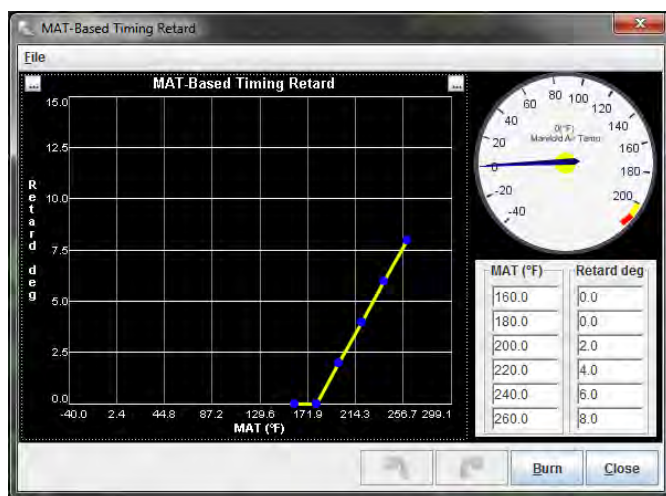 MAT-Based Timing Retard
File
...
MAT-Based Timing Retard
...
15.0
12.5
10.0
7.5
5.0
2.5
0.0
Retard deg
-40.0 2.4 44.8 87.2 129.6 171.9 214.3 256.7 299.1
MAT (°F)
-40
-20
0
20
40
60
80
100
120
140
160
180
200
0(°F)
Manifold Air Temp
MAT (°F) Retard deg
160.0 0.0
180.0 0.0
200.0 2.0
220.0 4.0
240.0 6.0
260.0 8.0
Burn Close